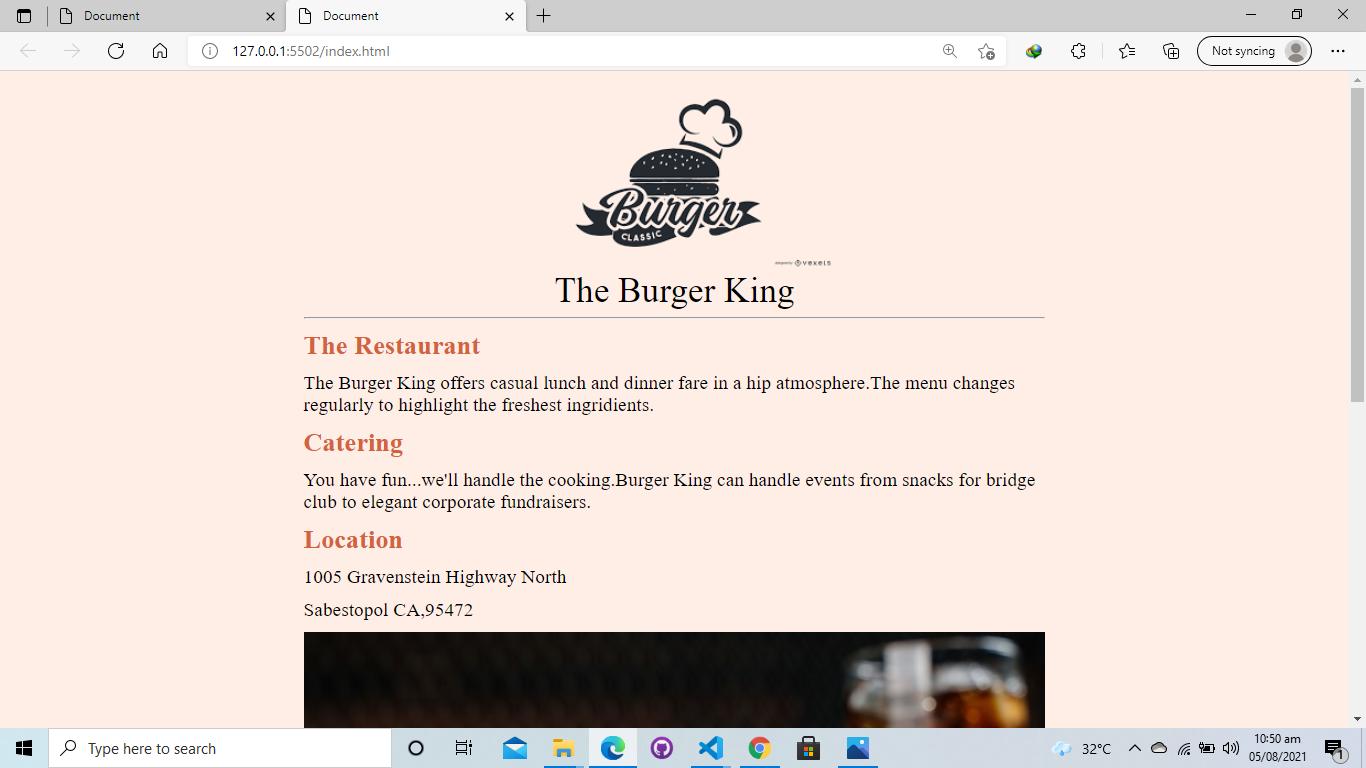 Document
Document
127.0.0.1:5502/index.html
Not syncing
Burger
CLASSIC
vexels
The Burger King
The Restaurant
The Burger King offers casual lunch and dinner fare in a hip atmosphere.The menu changes
regularly to highlight the freshest ingridients.
Catering
You have fun...we'll handle the cooking.Burger King can handle events from snacks for bridge
club to elegant corporate fundraisers.
Location
1005 Gravenstein Highway North
Sabestopol CA,95472
Type here to search
32°C
10:50 am
05/08/2021
1